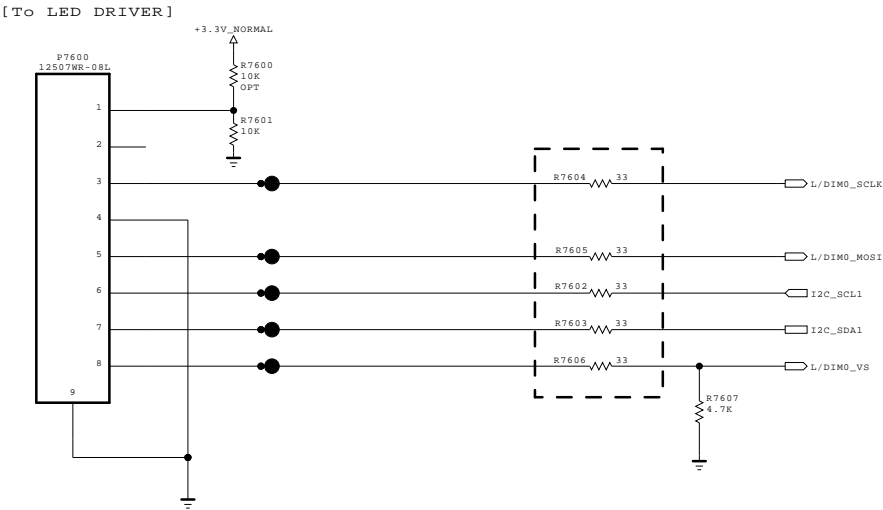 [To LED DRIVER]
+3.3V_NORMAL
P7600
12507WR-08L
R7600
10K
OPT
1
R7601
10K
2
3
R7604 33
L/DIM0_SCLK
4
5
R7605 33
L/DIM0_MOSI
6
R7602 33
I2C_SCL1
7
R7603 33
I2C_SDA1
8
R7606 33
L/DIM0_VS
9
R7607
4.7K